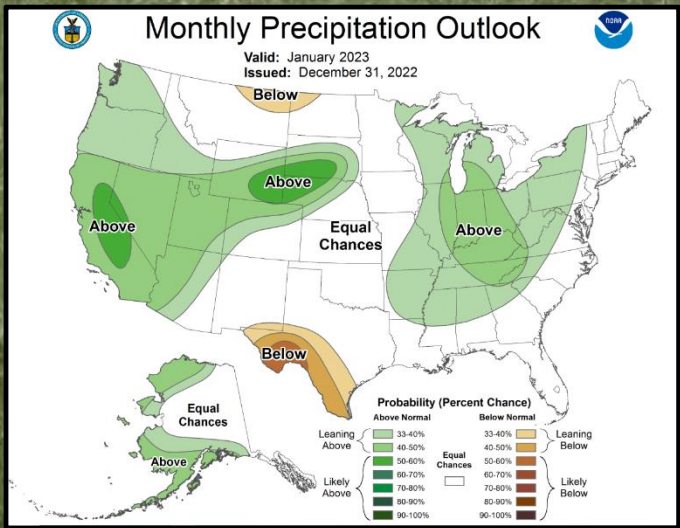 Monthly Precipitation Outlook
NOAA
Valid: January 2023
Issued: December 31, 2022
Below
Above
Above
Equal
Chances
Above
Below
Equal
Chances
Above
Probability (Percent Chance)
Above Normal
Below Normal
Leaning
Above
33-40%
40-50%
50-60%
60-70%
70-80%
80-90%
90-100%
Likely
Above
Equal
Chances
33-40%
40-50%
50-60%
60-70%
70-80%
80-90%
90-100%
Leaning
Below
Likely
Below